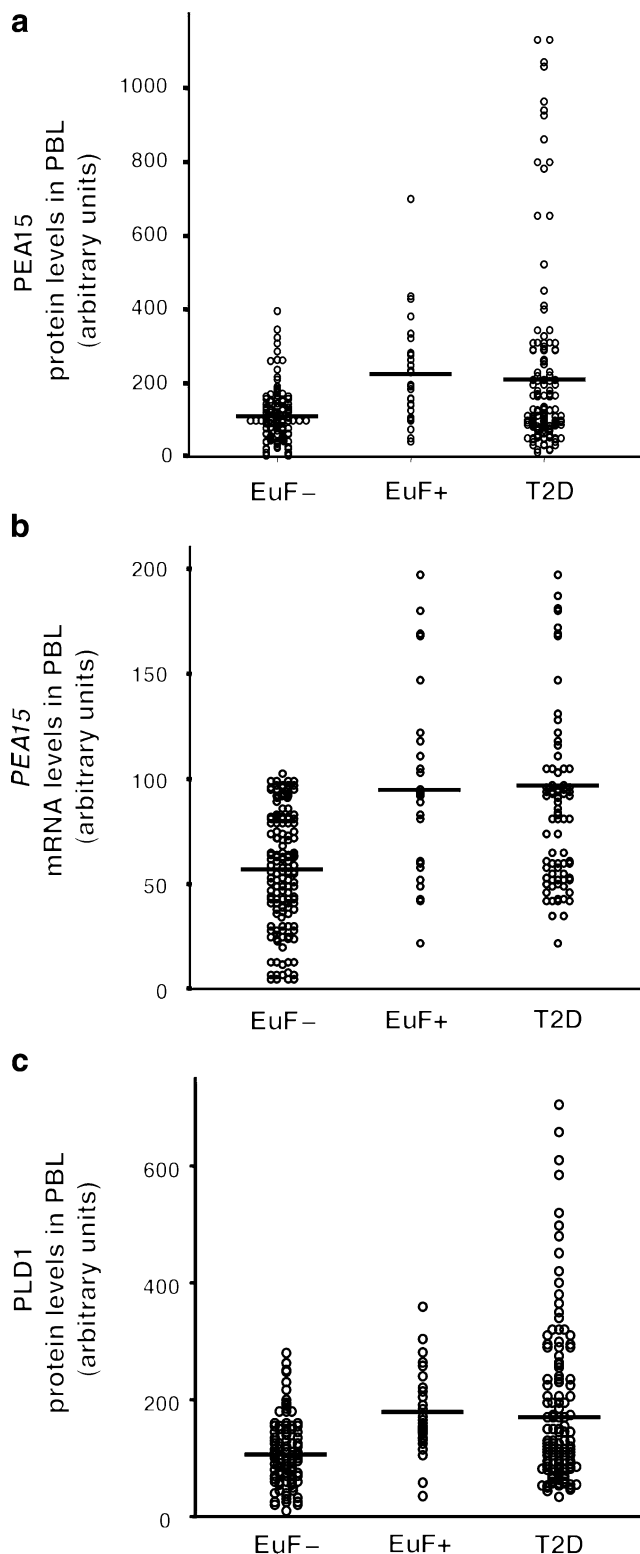 a
PEA15
protein levels in PBL
(arbitrary units)
1000
800
600
400
200
0
EuF–
EuF+
T2D
b
PEA15
mRNA levels in PBL
(arbitrary units)
200
150
100
50
0
EuF–
EuF+
T2D
c
PLD1
protein levels in PBL
(arbitrary units)
600
400
200
0
EuF–
EuF+
T2D